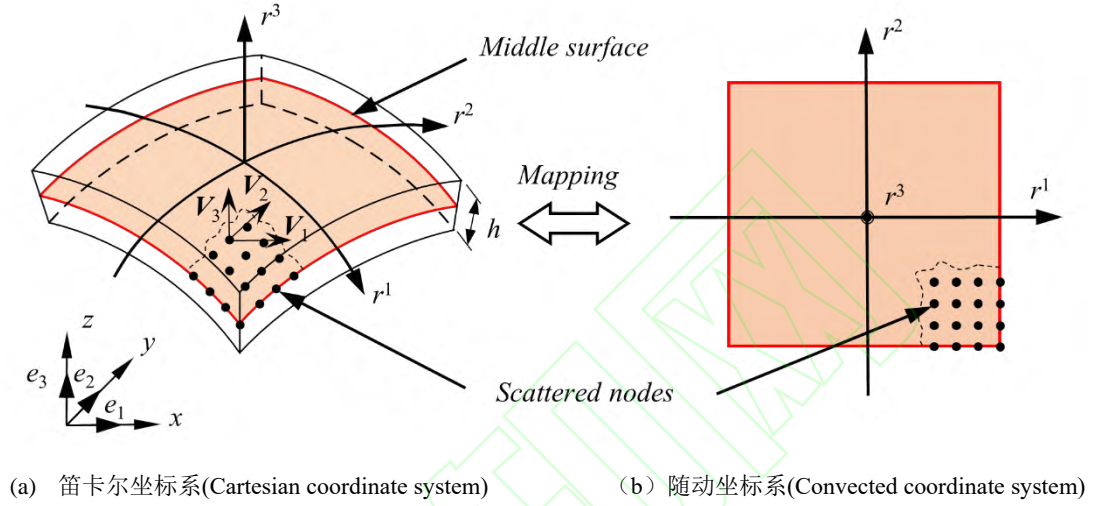 r³
r²
Middle surface
r²
Mapping
r³
r¹
V₃
V₂
V₁
h
r¹
z
y
e₃
e₂
e₁
x
Scattered nodes
(a) 笛卡尔坐标系(Cartesian coordinate system)
（b）随动坐标系(Convected coordinate system)